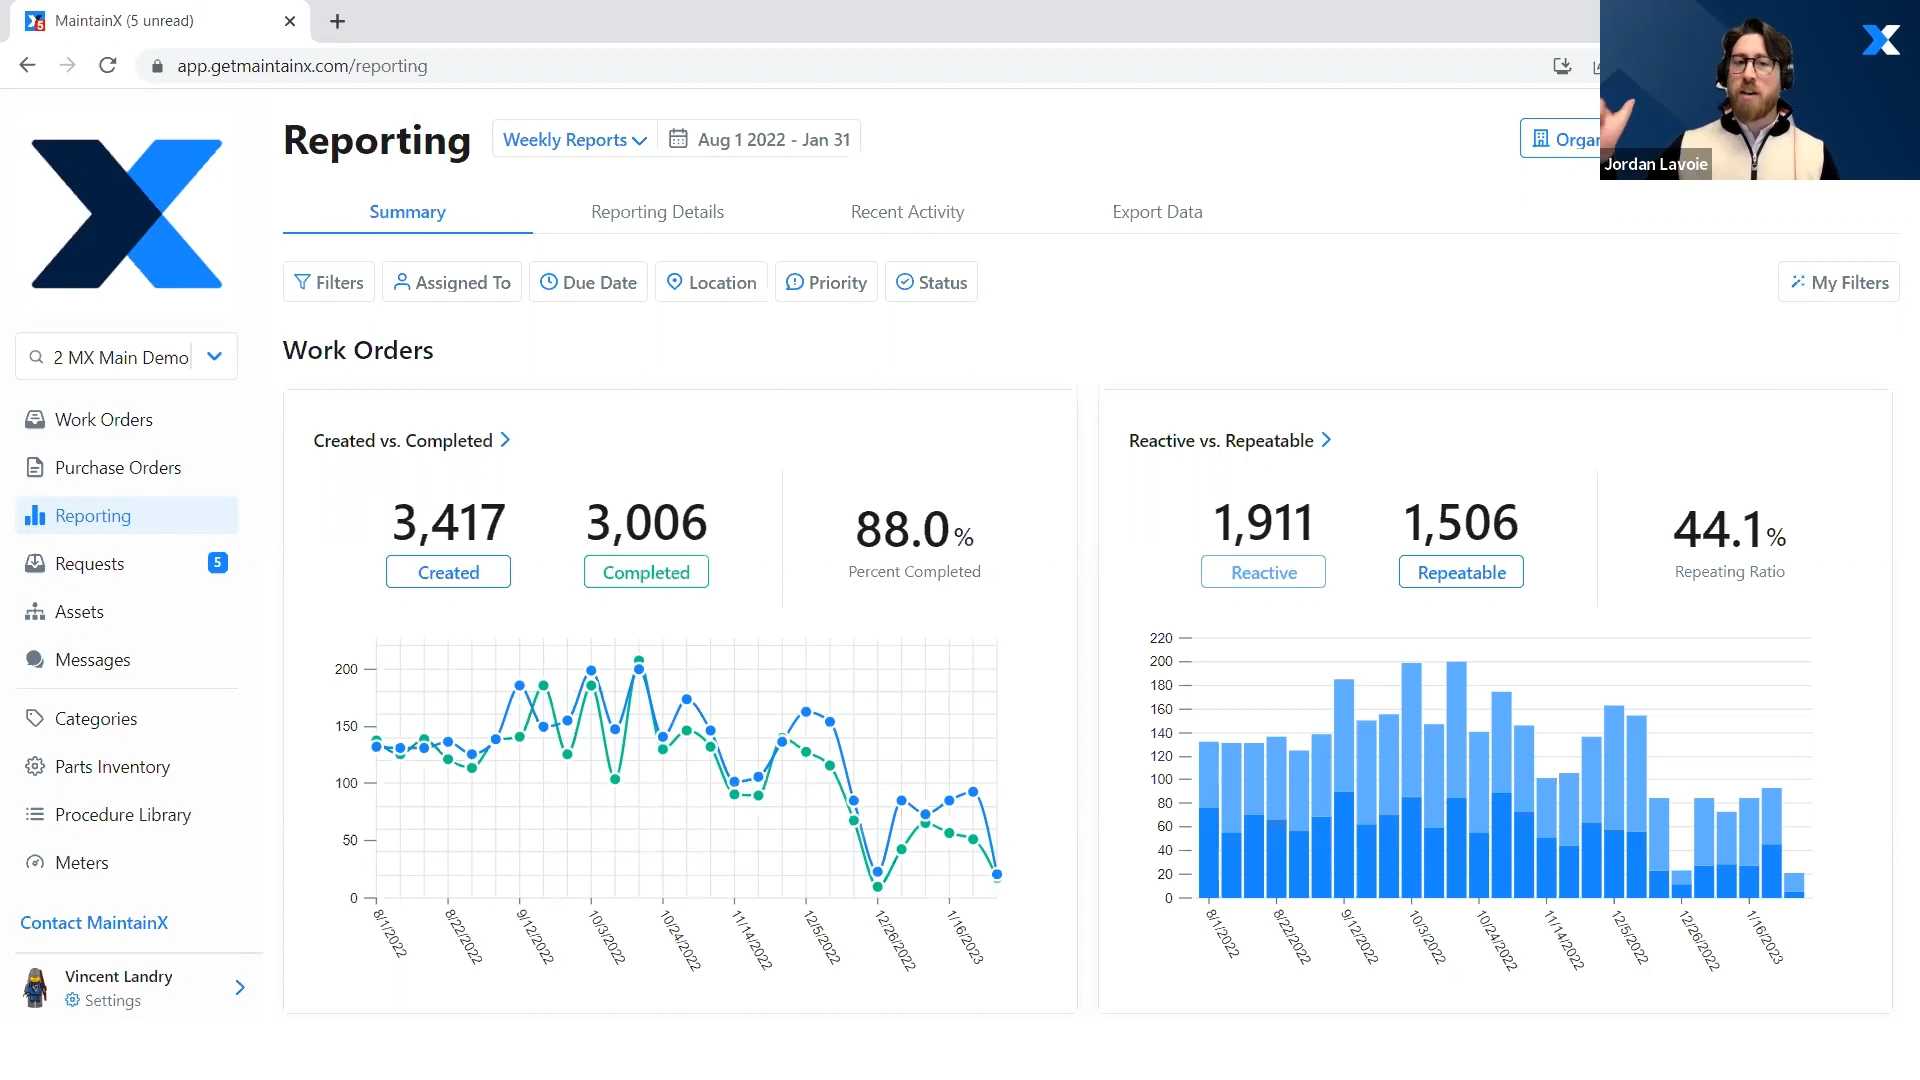 MaintainX (5 unread)
app.getmaintainx.com/reporting
Jordan Lavoie
Reporting
Weekly Reports
Aug 1 2022 - Jan 31
Organ
Summary
Reporting Details
Recent Activity
Export Data
Filters
Assigned To
Due Date
Location
Priority
Status
My Filters
2 MX Main Demo
Work Orders
Purchase Orders
Reporting
Requests
5
Assets
Messages
Categories
Parts Inventory
Procedure Library
Meters
Contact MaintainX
Vincent Landry
Settings
Work Orders
Created vs. Completed
3,417
Created
3,006
Completed
88.0%
Percent Completed
200
150
100
50
0
8/1/2022
8/22/2022
9/12/2022
10/3/2022
10/24/2022
11/14/2022
12/5/2022
12/26/2022
1/16/2023
Reactive vs. Repeatable
1,911
Reactive
1,506
Repeatable
44.1%
Repeating Ratio
220
200
180
160
140
120
100
80
60
40
20
0
8/1/2022
8/22/2022
9/12/2022
10/3/2022
10/24/2022
11/14/2022
12/5/2022
12/26/2022
1/16/2023